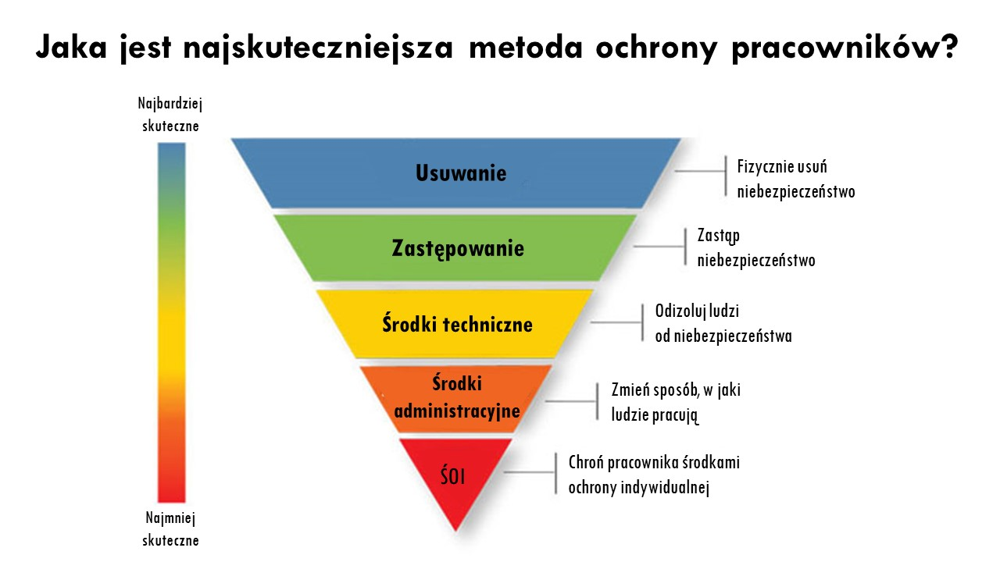 Jaka jest najskuteczniejsza metoda ochrony pracowników?
Najbardziej
skuteczne
Usuwanie
Fizycznie usuń
niebezpieczeństwo
Zastępowanie
Zastąp
niebezpieczeństwo
Środki techniczne
Odizoluj ludzi
od niebezpieczeństwa
Środki
administracyjne
Zmień sposób, w jaki
ludzie pracują
ŚOI
Chroń pracownika środkami
ochrony indywidualnej
Najmniej
skuteczne